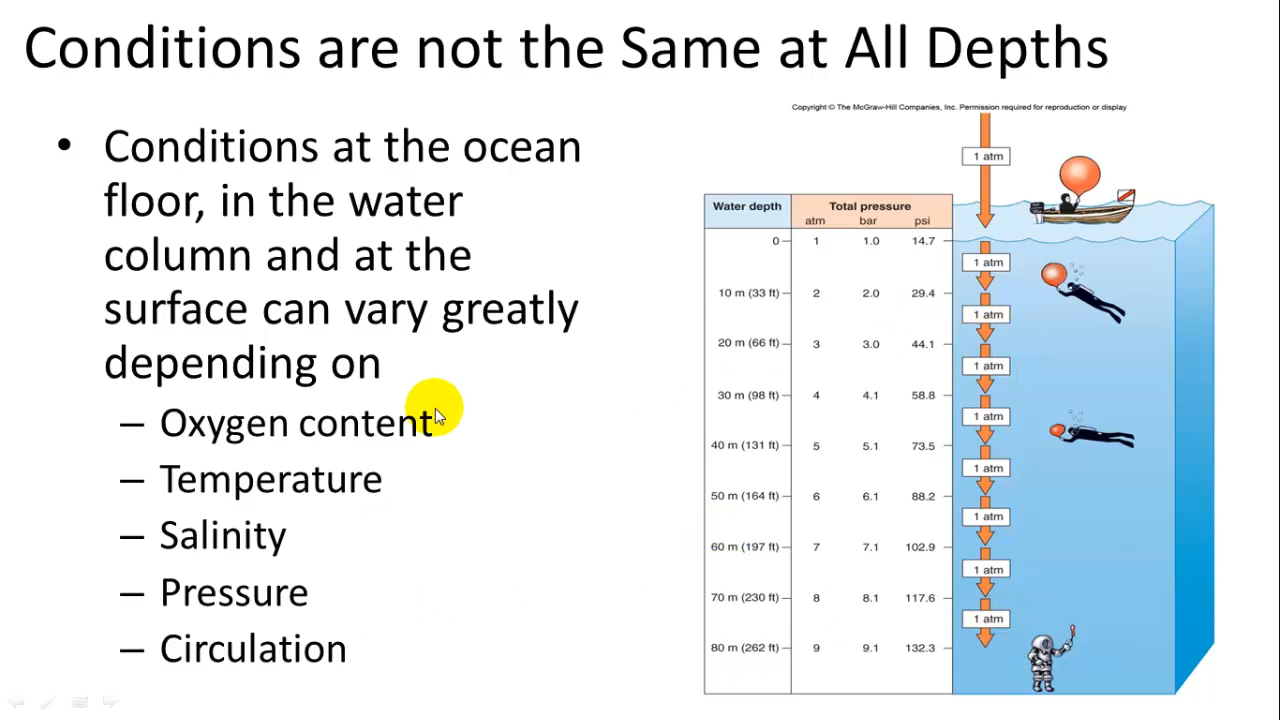 Conditions are not the Same at All Depths
• Conditions at the ocean
floor, in the water
column and at the
surface can vary greatly
depending on
– Oxygen content
– Temperature
– Salinity
– Pressure
– Circulation
Copyright © The McGraw-Hill Companies, Inc. Permission required for reproduction or display
1 atm
Water depth Total pressure
atm bar psi
0 1 1.0 14.7
1 atm
10 m (33 ft) 2 2.0 29.4
1 atm
20 m (66 ft) 3 3.0 44.1
1 atm
30 m (98 ft) 4 4.1 58.8
1 atm
40 m (131 ft) 5 5.1 73.5
1 atm
50 m (164 ft) 6 6.1 88.2
1 atm
60 m (197 ft) 7 7.1 102.9
1 atm
70 m (230 ft) 8 8.1 117.6
1 atm
80 m (262 ft) 9 9.1 132.3